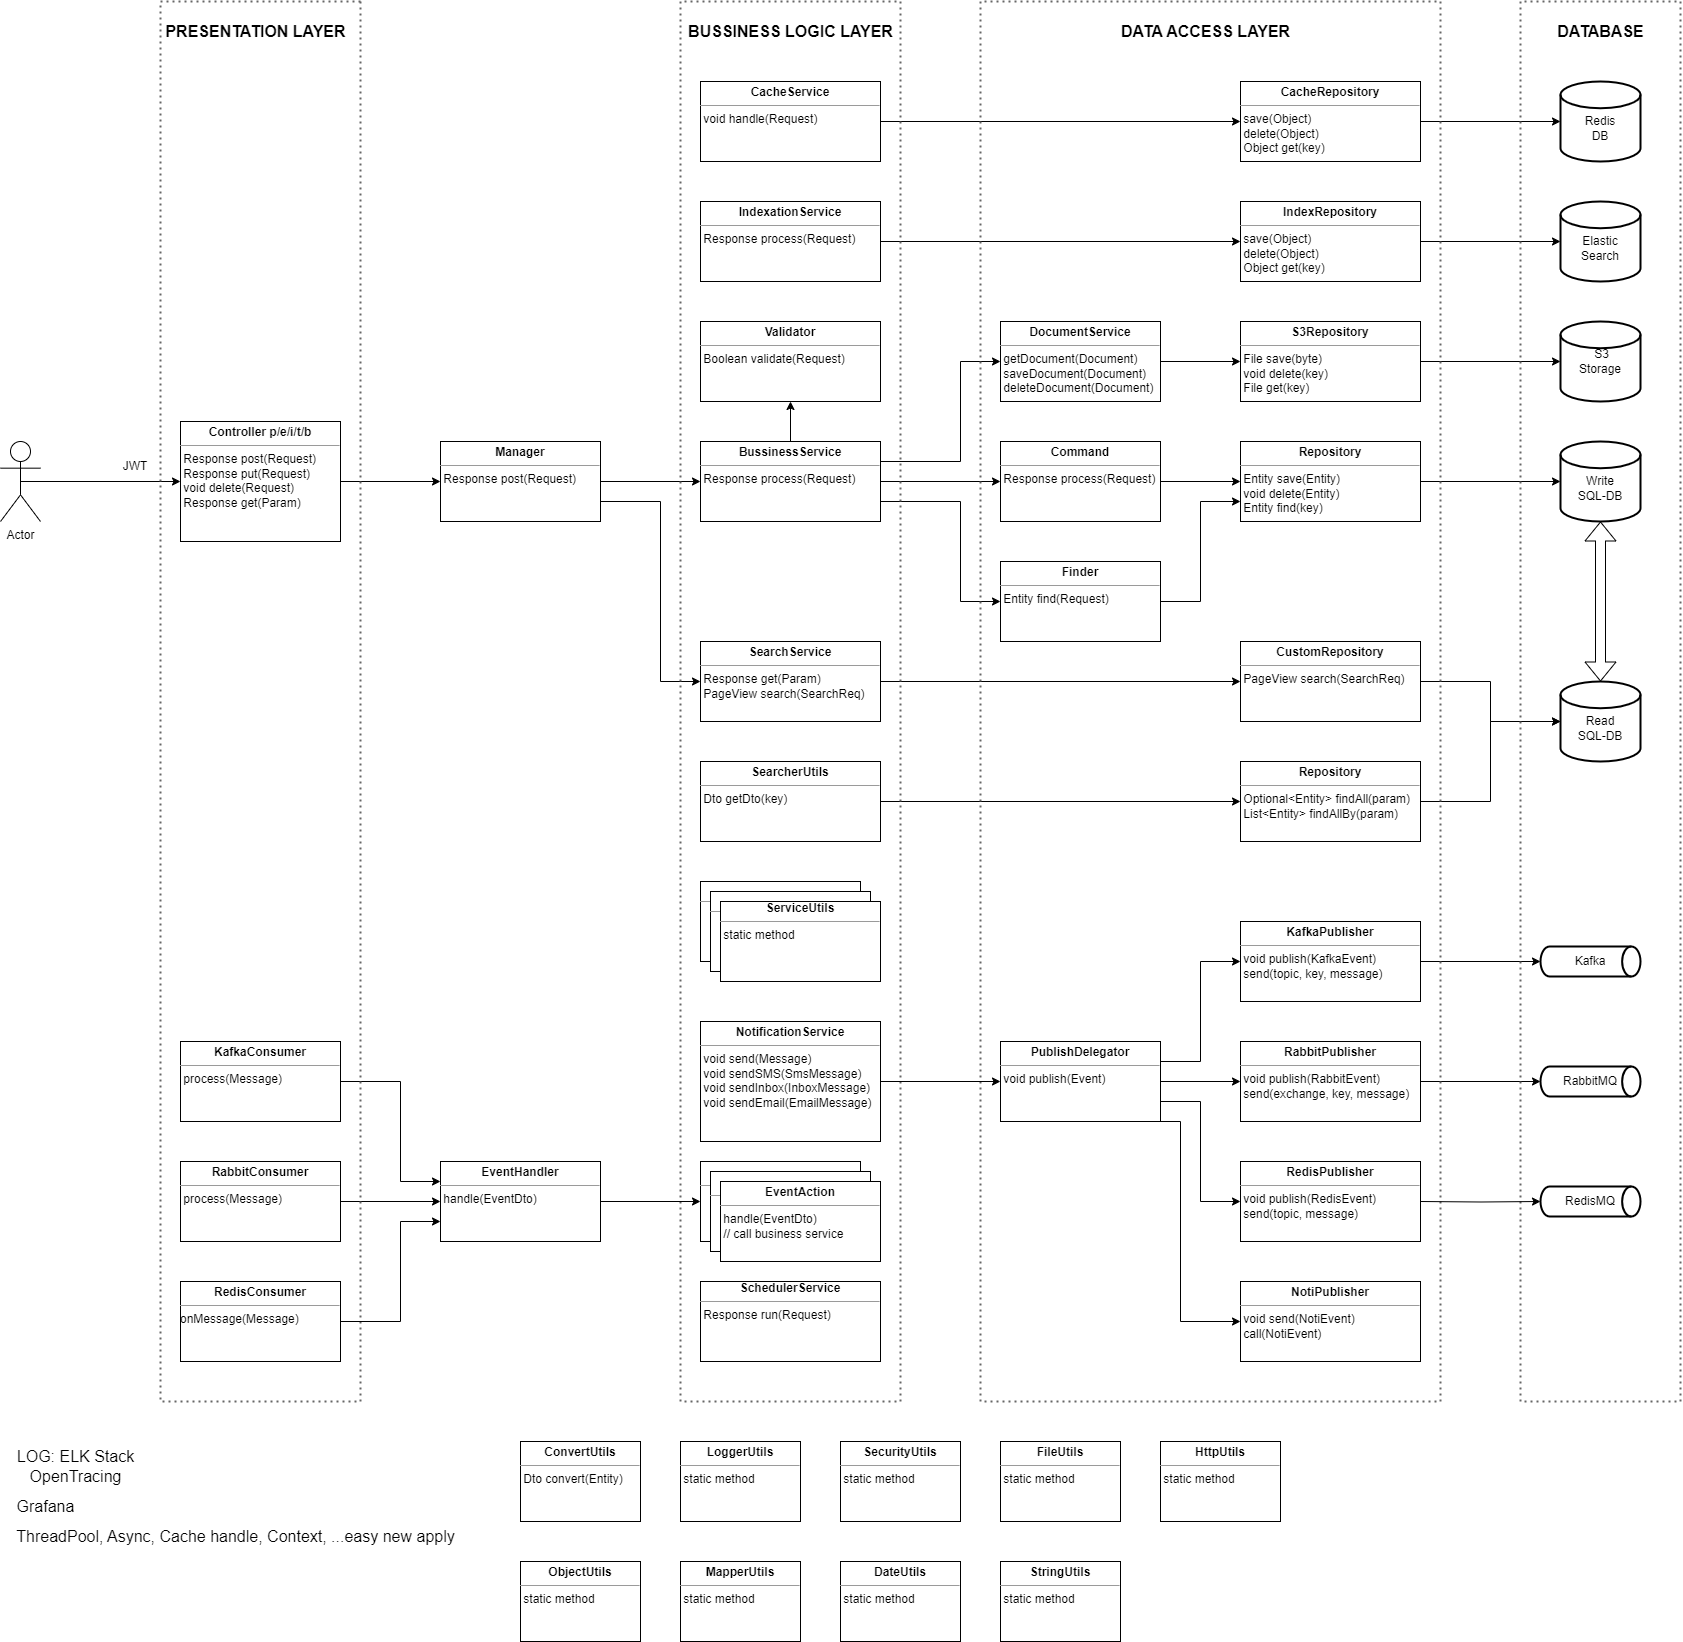 PRESENTATION LAYER
BUSSINESS LOGIC LAYER
DATA ACCESS LAYER
DATABASE
CacheService
void handle(Request)
CacheRepository
save(Object)
delete(Object)
Object get(key)
Redis
DB
IndexationService
Response process(Request)
IndexRepository
save(Object)
delete(Object)
Object get(key)
Elastic
Search
Validator
Boolean validate(Request)
DocumentService
getDocument(Document)
saveDocument(Document)
deleteDocument(Document)
S3Repository
File save(byte)
void delete(key)
File get(key)
S3
Storage
Actor
JWT
Controller p/e/i/t/b
Response post(Request)
Response put(Request)
void delete(Request)
Response get(Param)
Manager
Response post(Request)
BussinessService
Response process(Request)
Command
Response process(Request)
Repository
Entity save(Entity)
void delete(Entity)
Entity find(key)
Write
SQL-DB
Finder
Entity find(Request)
SearchService
Response get(Param)
PageView search(SearchReq)
CustomRepository
PageView search(SearchReq)
Read
SQL-DB
SearcherUtils
Dto getDto(key)
Repository
Optional<Entity> findAll(param)
List<Entity> findAllBy(param)
ServiceUtils
static method
KafkaPublisher
void publish(KafkaEvent)
send(topic, key, message)
Kafka
KafkaConsumer
process(Message)
NotificationService
void send(Message)
void sendSMS(SmsMessage)
void sendInbox(InboxMessage)
void sendEmail(EmailMessage)
PublishDelegator
void publish(Event)
RabbitPublisher
void publish(RabbitEvent)
send(exchange, key, message)
RabbitMQ
RabbitConsumer
process(Message)
EventHandler
handle(EventDto)
EventAction
handle(EventDto)
// call business service
RedisPublisher
void publish(RedisEvent)
send(topic, message)
RedisMQ
RedisConsumer
onMessage(Message)
SchedulerService
Response run(Request)
NotiPublisher
void send(NotiEvent)
call(NotiEvent)
LOG: ELK Stack
OpenTracing
Grafana
ThreadPool, Async, Cache handle, Context, ...easy new apply
ConvertUtils
Dto convert(Entity)
LoggerUtils
static method
SecurityUtils
static method
FileUtils
static method
HttpUtils
static method
ObjectUtils
static method
MapperUtils
static method
DateUtils
static method
StringUtils
static method